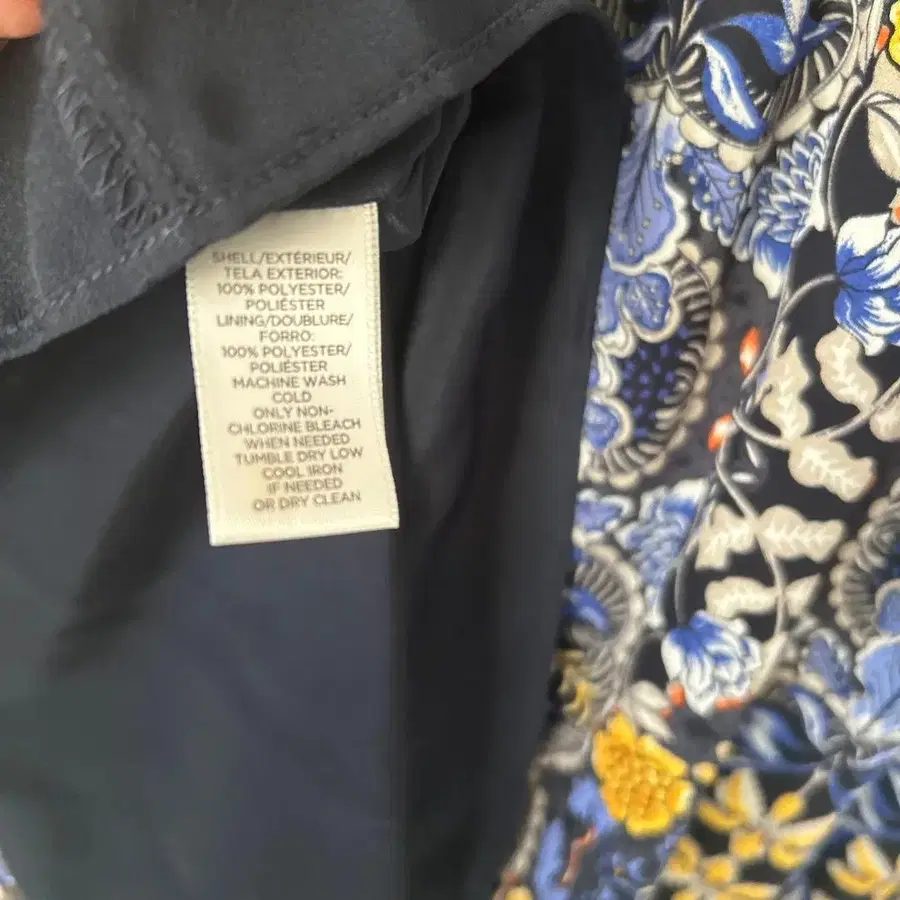 SHELL/EXTÉRIEUR/
TELA EXTERIOR:
100% POLYESTER/
POLIÉSTER
LINING/DOUBLURE/
FORRO:
100% POLYESTER/
POLIÉSTER
MACHINE WASH
COLD
ONLY NON-
CHLORINE BLEACH
WHEN NEEDED
TUMBLE DRY LOW
COOL IRON
IF NEEDED
OR DRY CLEAN